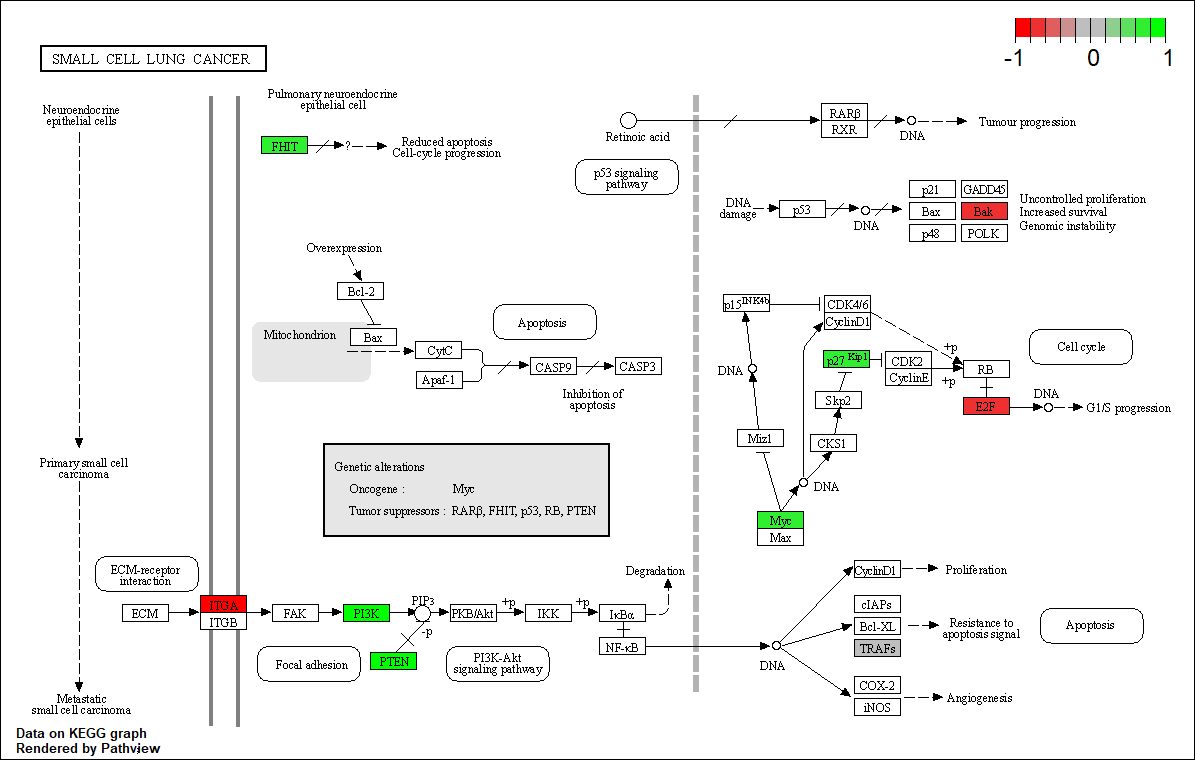 -1 0 1
SMALL CELL LUNG CANCER
Neuroendocrine
epithelial cells
Pulmonary neuroendocrine
epithelial cell
FHIT
?
Reduced apoptosis
Cell-cycle progression
Retinoic acid
RARβ
RXR
DNA
Tumour progression
p53 signaling
pathway
DNA
damage
p53
DNA
p21
GADD45
Bax
Bak
p48
POLK
Uncontrolled proliferation
Increased survival
Genomic instability
Overexpression
Bcl-2
Mitochondrion
Bax
CytC
Apaf-1
CASP9
CASP3
Apoptosis
Inhibition of
apoptosis
p15INK4b
CDK4/6
CyclinD1
+p
DNA
p27 Kip1
CDK2
CyclinE
+p
RB
Cell cycle
Skp2
E2F
DNA
G1/S progression
Miz1
CKS1
DNA
Myc
Max
Primary small cell
carcinoma
Genetic alterations
Oncogene : Myc
Tumor suppressors : RARβ, FHIT, p53, RB, PTEN
ECM-receptor
interaction
ECM
ITGA
ITGB
FAK
PI3K
PIP3
-p
PTEN
PKB/Akt
+p
IKK
+p
IκBα
NF-κB
Degradation
Focal adhesion
PI3K-Akt
signaling pathway
DNA
CyclinD1
Proliferation
cIAPs
Bcl-XL
TRAFs
Resistance to
apoptosis signal
Apoptosis
COX-2
iNOS
Angiogenesis
Metastatic
small cell carcinoma
Data on KEGG graph
Rendered by Pathview